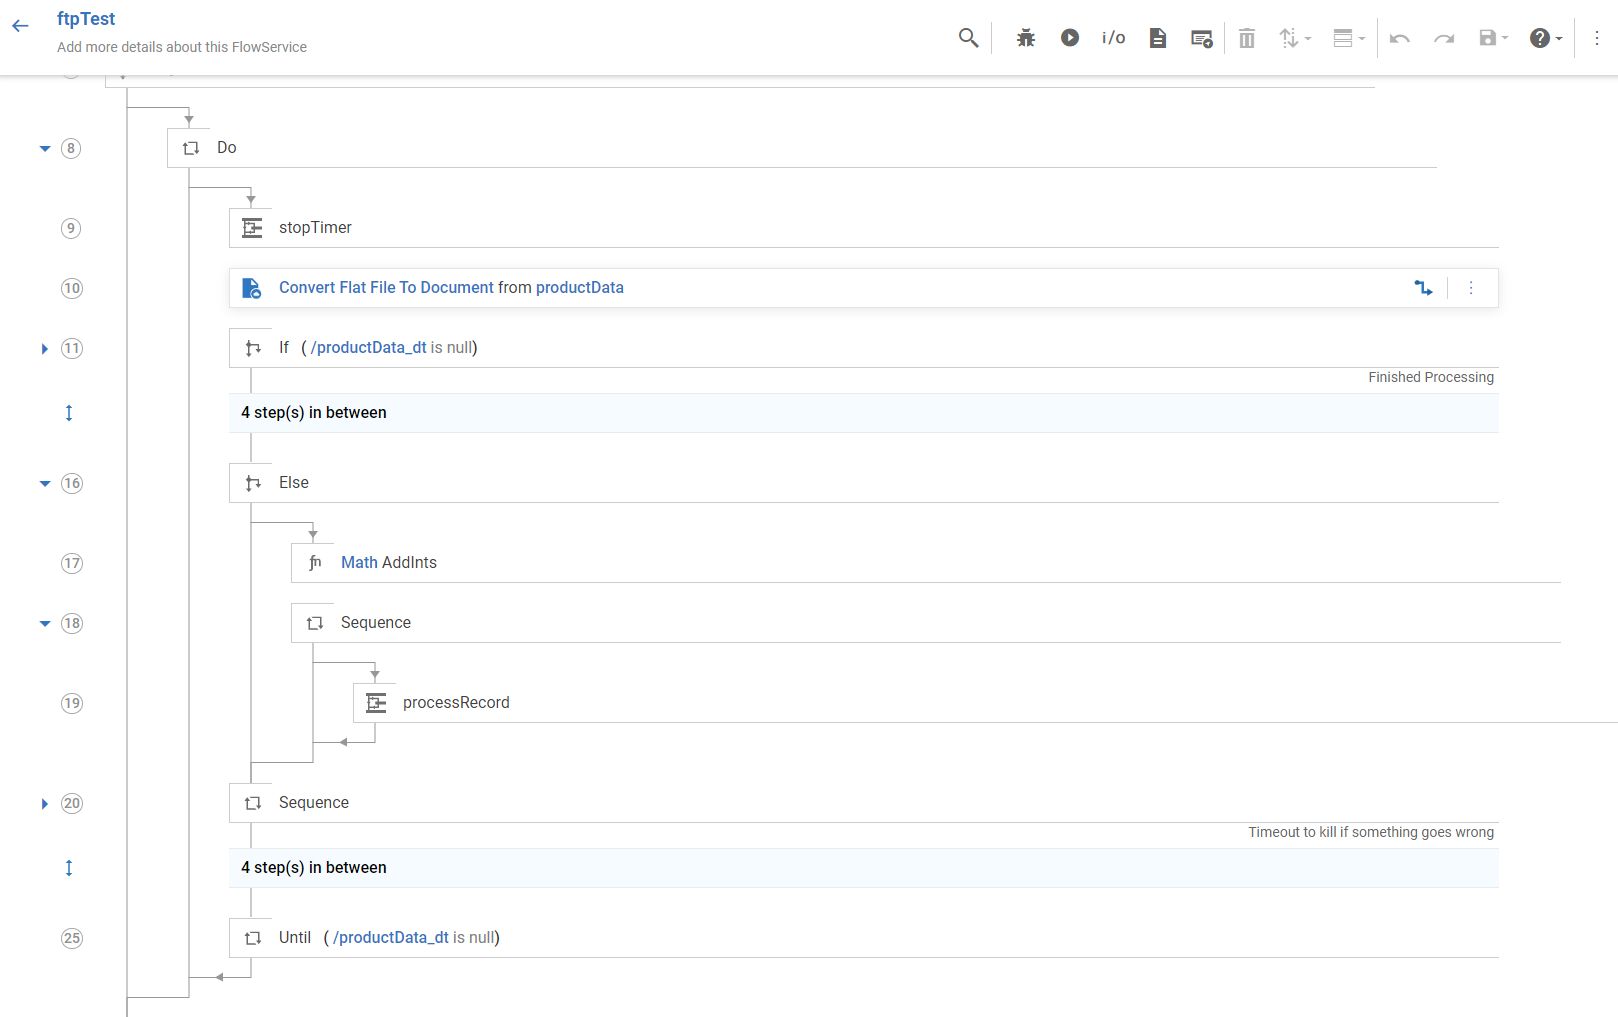 ftpTest
Add more details about this FlowService
i/o
8 Do
9 stopTimer
10 Convert Flat File To Document from productData
11 If ( /productData_dt is null)
Finished Processing
4 step(s) in between
16 Else
17 Math AddInts
18 Sequence
19 processRecord
20 Sequence
Timeout to kill if something goes wrong
4 step(s) in between
25 Until ( /productData_dt is null)